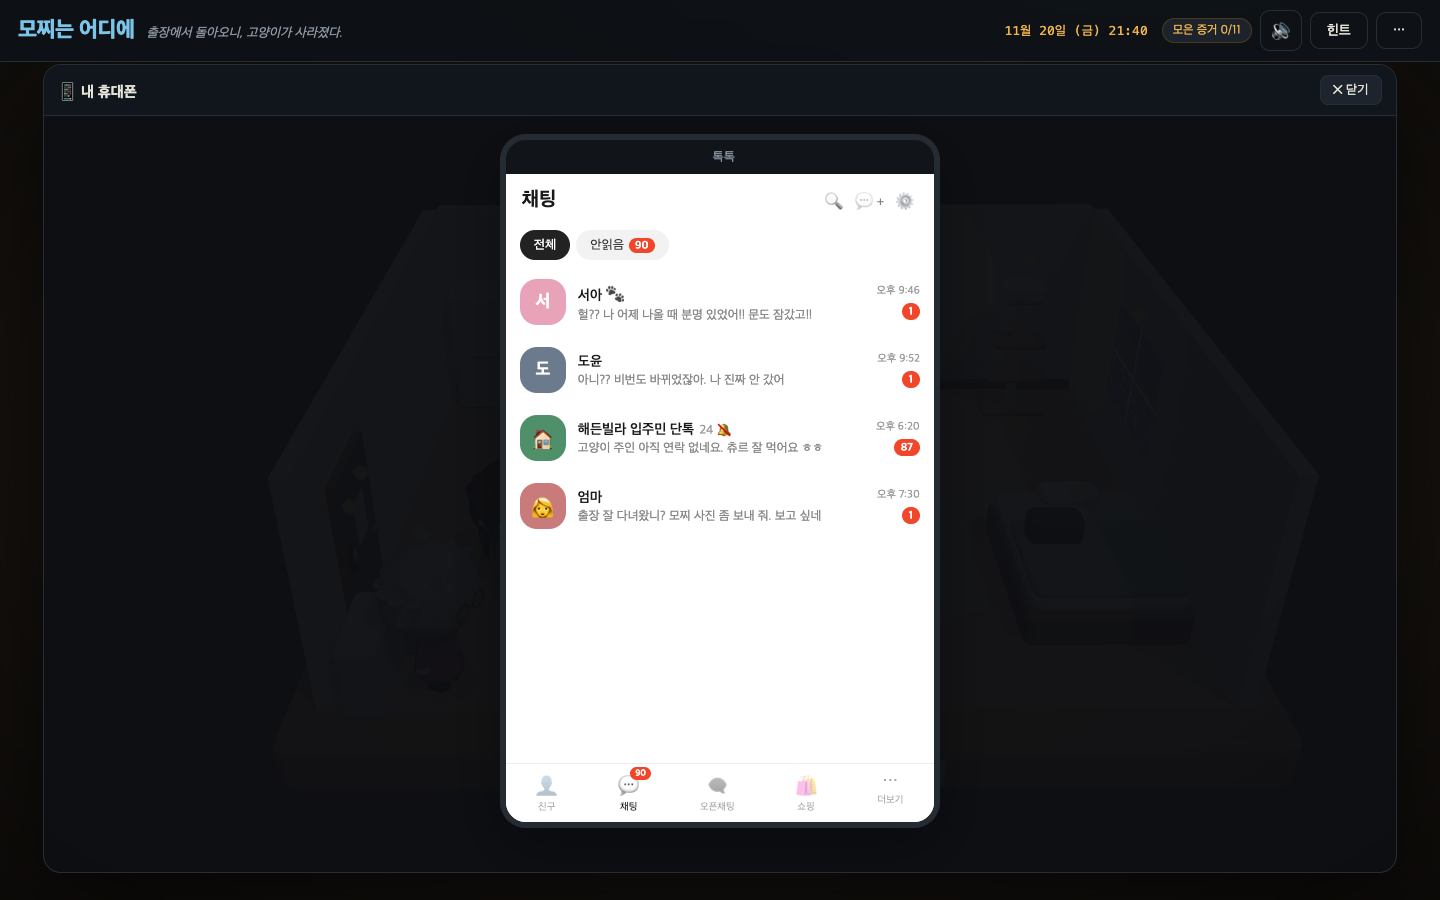 모찌는 어디에 출장에서 돌아오니, 고양이가 사라졌다. 11월 20일 (금) 21:40 모은 증거 0/11 힌트 ···
내 휴대폰 ✕ 닫기
톡톡
채팅 +
전체 안읽음 90
서 서아 오후 9:46
헐?? 나 어제 나올 때 분명 있었어!! 문도 잠갔고!! 1
도 도윤 오후 9:52
아니?? 비번도 바뀌었잖아. 나 진짜 안 갔어 1
해든빌라 입주민 단톡 24 오후 6:20
고양이 주인 아직 연락 없네요. 츄르 잘 먹어요 ㅎㅎ 87
엄마 오후 7:30
출장 잘 다녀왔니? 모찌 사진 좀 보내 줘. 보고 싶네 1
90
친구 채팅 오픈채팅 쇼핑 더보기